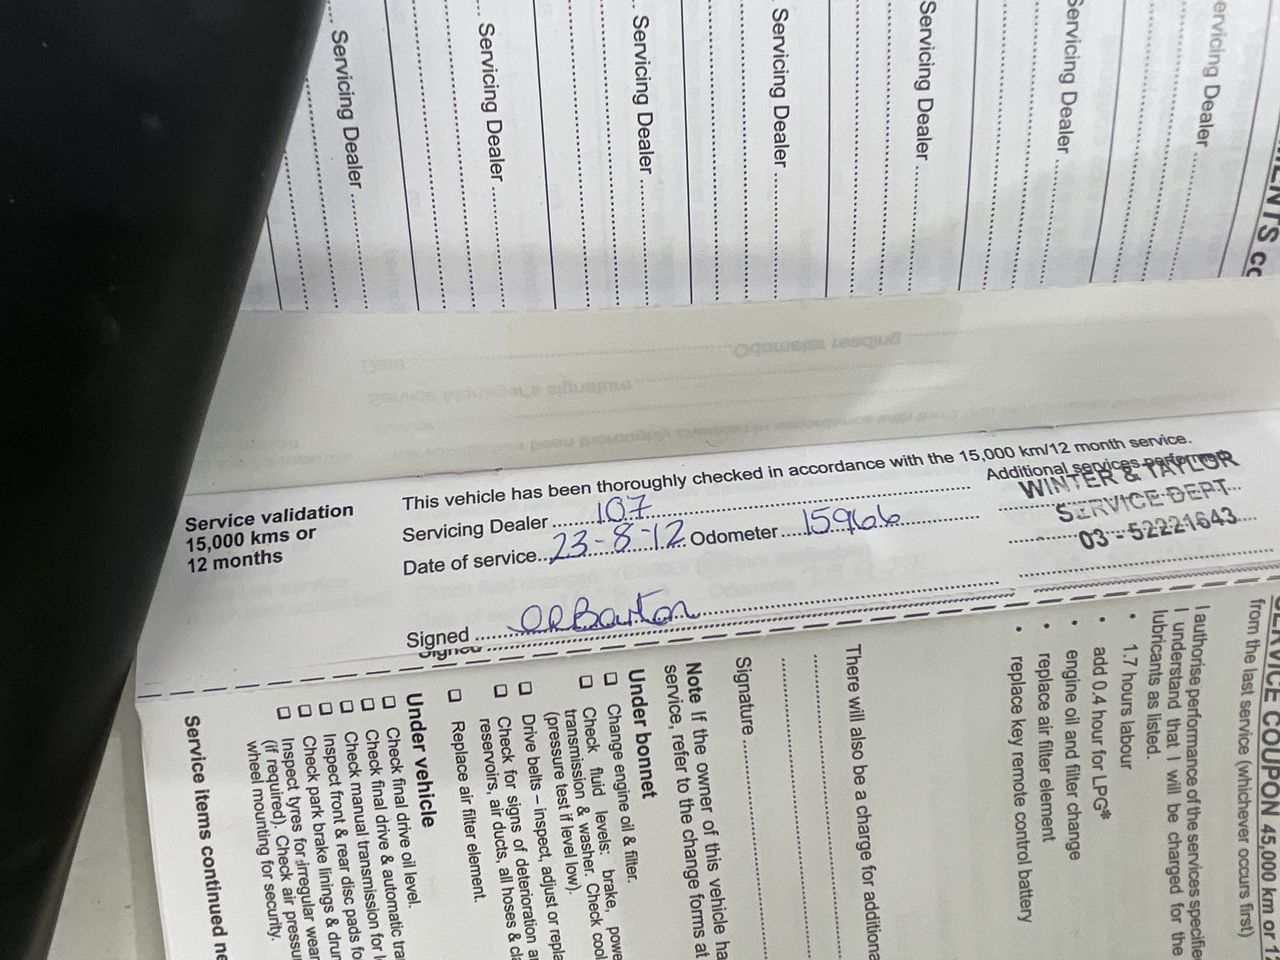 Servicing Dealer
Servicing Dealer
Servicing Dealer
Servicing Dealer
Servicing Dealer
Servicing Dealer
ervicing Dealer
Service validation
15,000 kms or
12 months
This vehicle has been thoroughly checked in accordance with the 15,000 km/12 month service.
Servicing Dealer 107
Additional services performed
Date of service 23-8-12 Odometer 15966
WINTER & TAYLOR
SERVICE DEPT.
03-52221643
Signed
Signed
SERVICE COUPON 45,000 km or 12
from the last service (whichever occurs first)
I authorise performance of the services specifie
I understand that I will be charged for the
lubricants as listed.
• 1.7 hours labour
• add 0.4 hour for LPG*
• engine oil and filter change
• replace air filter element
• replace key remote control battery
There will also be a charge for additiona
Signature
Note If the owner of this vehicle ha
service, refer to the change forms at
Under bonnet
Change engine oil & filter.
Check fluid levels: brake, powe
transmission & washer. Check cool
(pressure test if level low).
Drive belts – inspect, adjust or repla
Check for signs of deterioration a
reservoirs, air ducts, all hoses & cla
Replace air filter element.
Under vehicle
Check final drive oil level.
Check final drive & automatic tra
Check manual transmission for l
Inspect front & rear disc pads fo
Check park brake linings & drum
Inspect tyres for irregular wear
(if required). Check air pressu
wheel mounting for security.
Service items continued ne